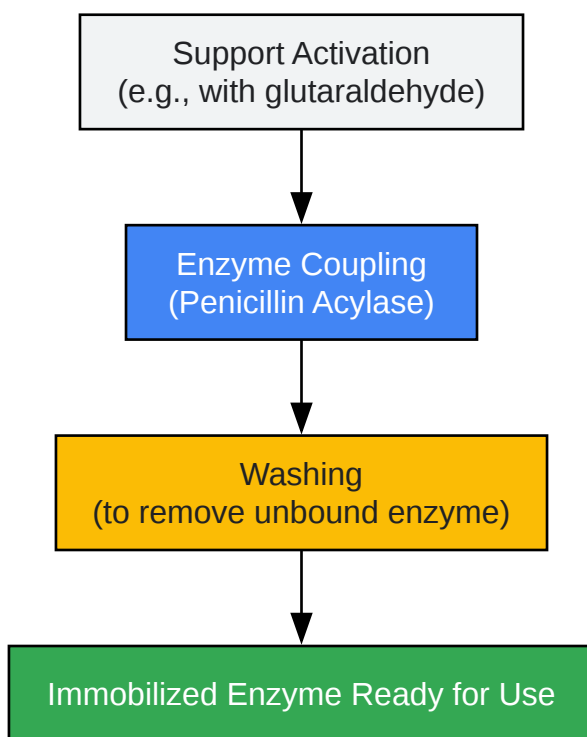 Support Activation
(e.g., with glutaraldehyde)
Enzyme Coupling
(Penicillin Acylase)
Washing
(to remove unbound enzyme)
Immobilized Enzyme Ready for Use